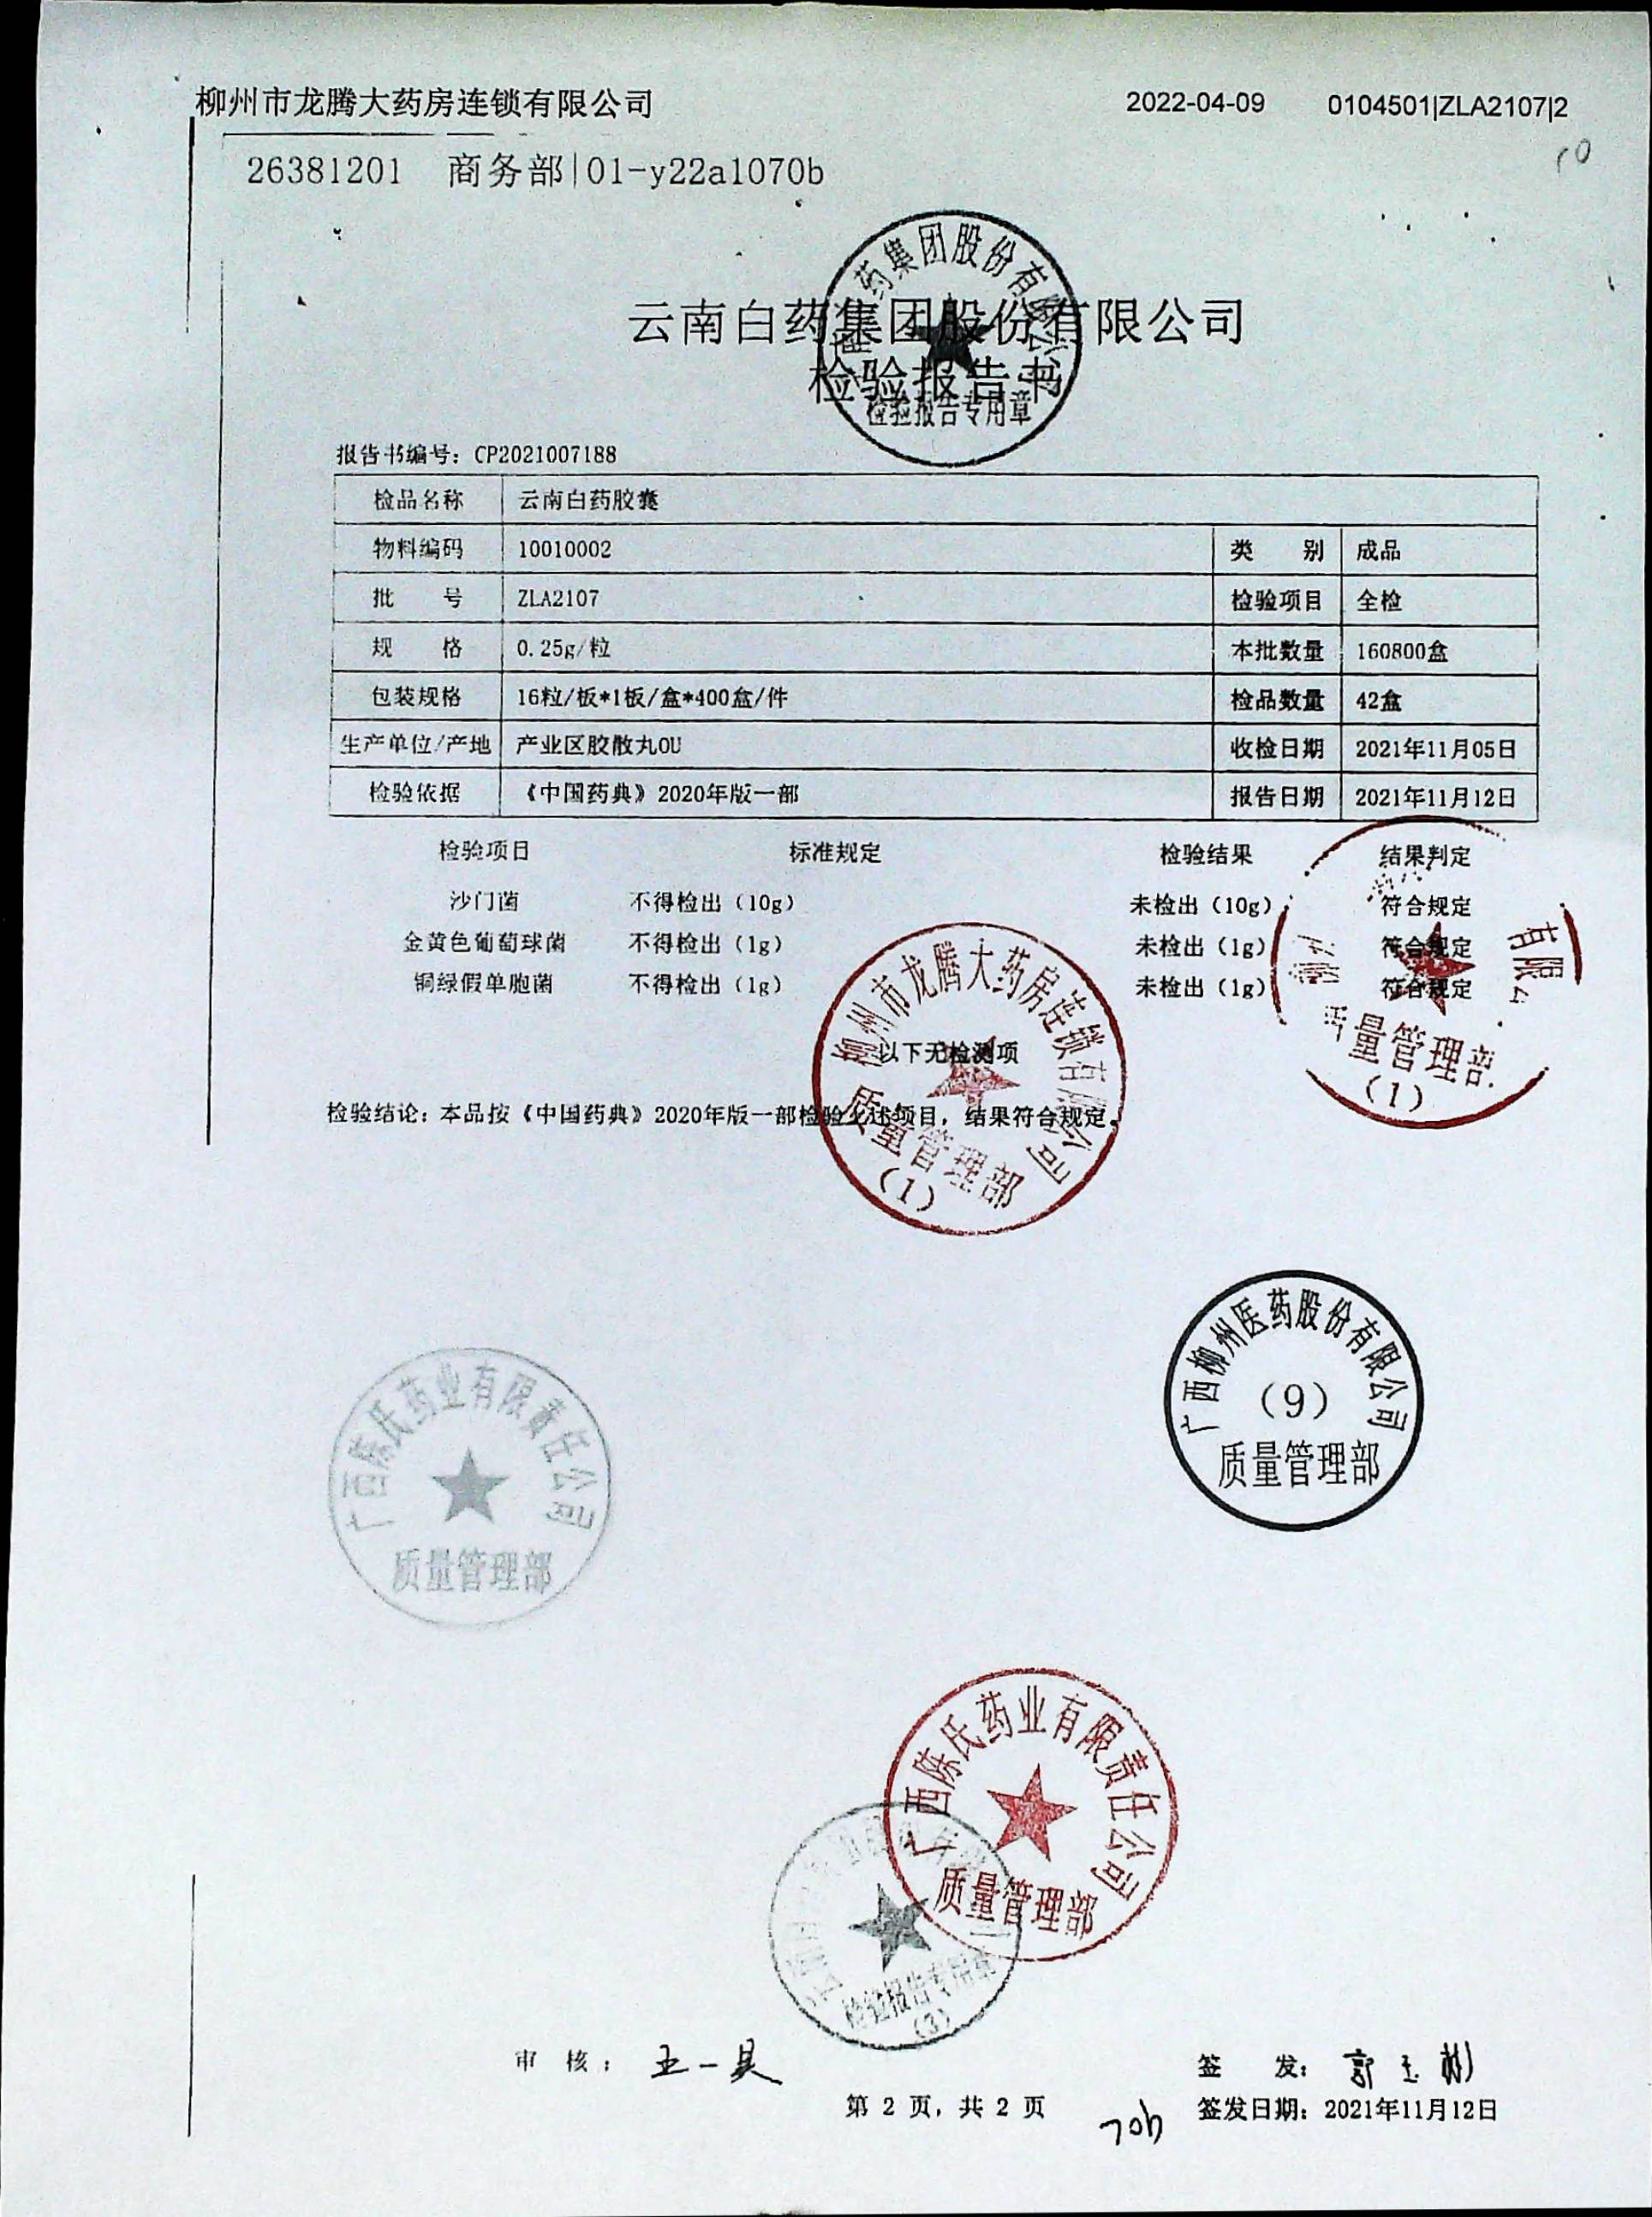 柳州市龙腾大药房连锁有限公司 2022-04-09 0104501|ZLA2107|2
26381201 商务部|01-y22a1070b
云南白药集团股份有限公司
检验报告书
检验报告专用章
报告书编号：CP2021007188
检品名称 云南白药胶囊
物料编码 10010002 类 别 成品
批 号 ZLA2107 检验项目 全检
规 格 0.25g/粒 本批数量 160800盒
包装规格 16粒/板*1板/盒*400盒/件 检品数量 42盒
生产单位/产地 产业区胶散丸OU 收检日期 2021年11月05日
检验依据 《中国药典》2020年版一部 报告日期 2021年11月12日
检验项目 标准规定 检验结果 结果判定
沙门菌 不得检出（10g） 未检出（10g） 符合规定
金黄色葡萄球菌 不得检出（1g） 未检出（1g） 符合规定
铜绿假单胞菌 不得检出（1g） 未检出（1g） 符合规定
有限
质量管理部
（1）
柳州市龙腾大药房连锁有限公司
质量管理部
（1）
以下无检测项
检验结论：本品按《中国药典》2020年版一部检验上述项目，结果符合规定。
广西柳州医药股份有限公司
（9）
质量管理部
广西陈氏药业有限责任公司
质量管理部
广西陈氏药业有限责任公司
质量管理部
检验报告专用章
（3）
审 核：
签 发：
第 2 页，共 2 页
签发日期：2021年11月12日